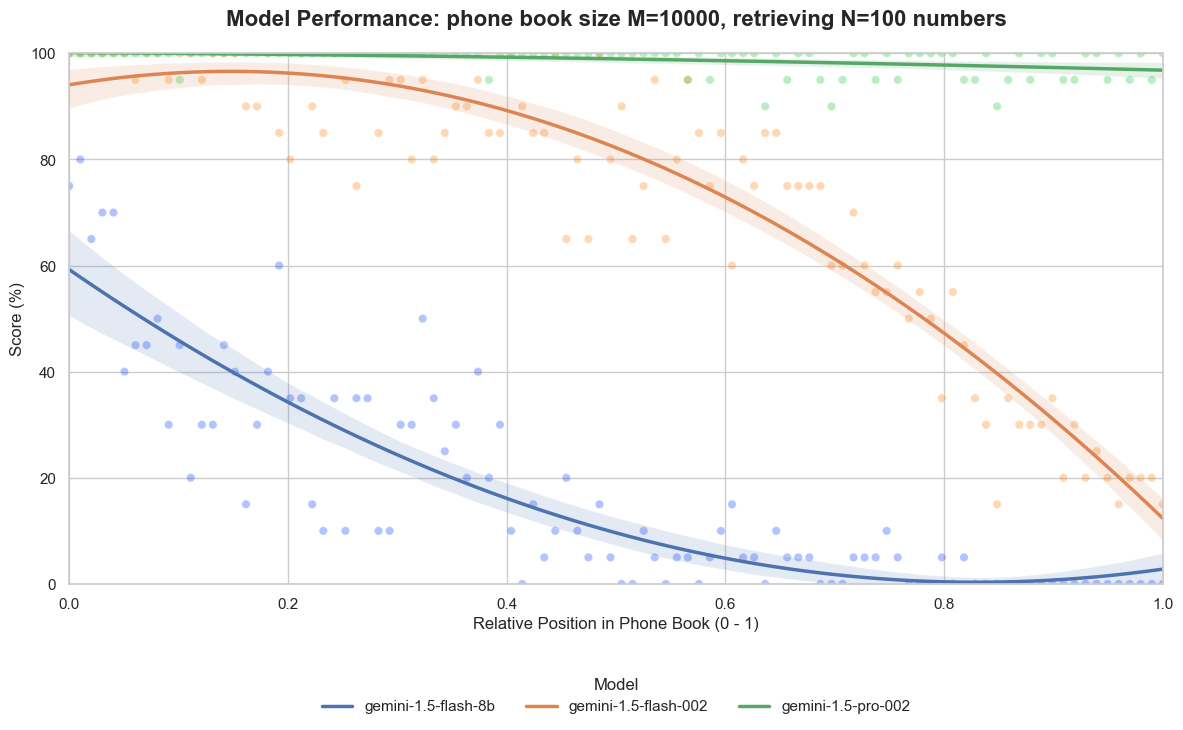 Model Performance: phone book size M=10000, retrieving N=100 numbers
100
80
60
40
20
0
Score (%)
0.0 0.2 0.4 0.6 0.8 1.0
Relative Position in Phone Book (0 - 1)
Model
gemini-1.5-flash-8b gemini-1.5-flash-002 gemini-1.5-pro-002